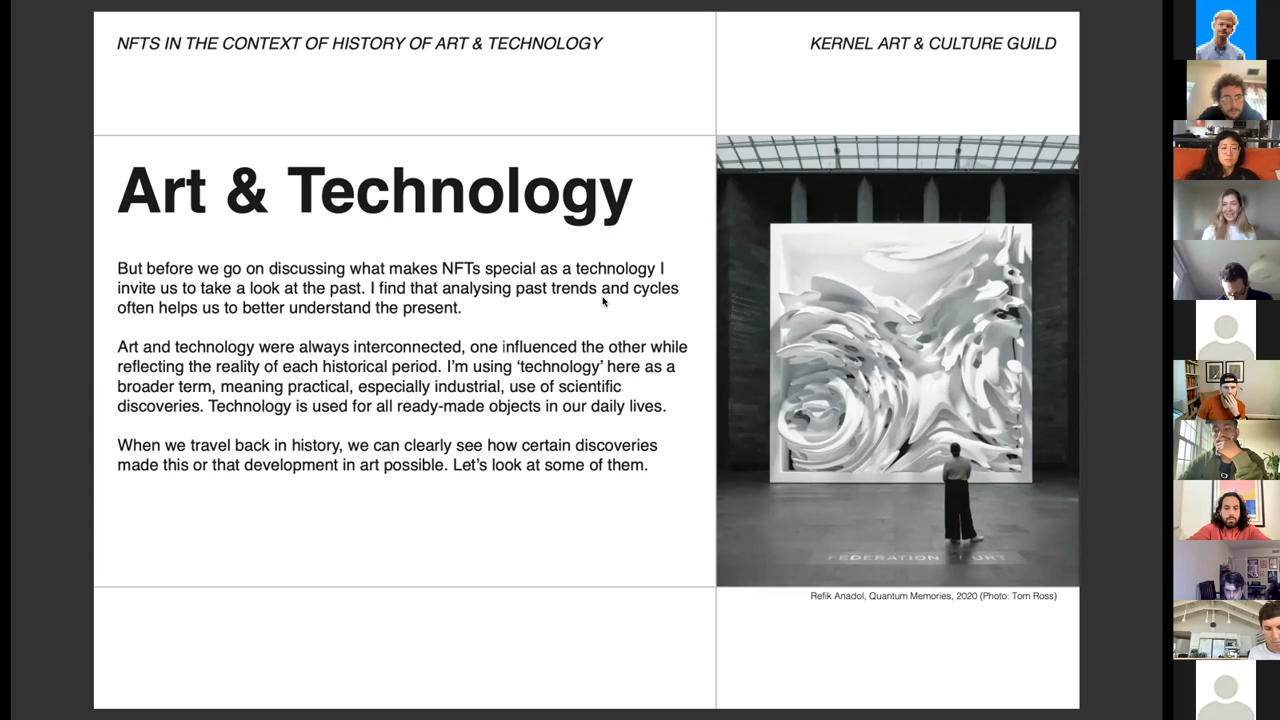 NFTS IN THE CONTEXT OF HISTORY OF ART & TECHNOLOGY
KERNEL ART & CULTURE GUILD
Art & Technology
But before we go on discussing what makes NFTs special as a technology I
invite us to take a look at the past. I find that analysing past trends and cycles
often helps us to better understand the present.
Art and technology were always interconnected, one influenced the other while
reflecting the reality of each historical period. I’m using ‘technology’ here as a
broader term, meaning practical, especially industrial, use of scientific
discoveries. Technology is used for all ready-made objects in our daily lives.
When we travel back in history, we can clearly see how certain discoveries
made this or that development in art possible. Let’s look at some of them.
FEDERATION
Refik Anadol, Quantum Memories, 2020 (Photo: Tom Ross)